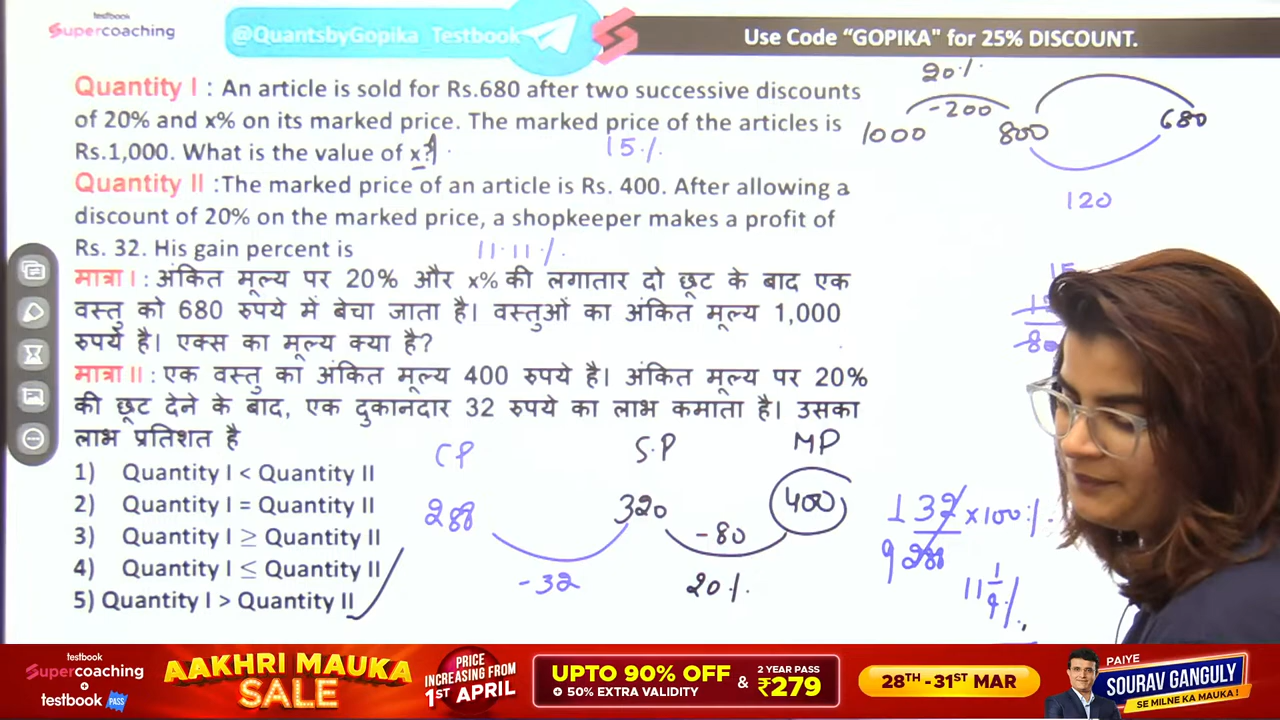 testbook
Supercoaching
@QuantsbyGopika Testbook
Use Code “GOPIKA" for 25% DISCOUNT.
Quantity I : An article is sold for Rs.680 after two successive discounts
of 20% and x% on its marked price. The marked price of the articles is
Rs.1,000. What is the value of x?
15%
20%
-200
1000 800 680
120
Quantity II :The marked price of an article is Rs. 400. After allowing a
discount of 20% on the marked price, a shopkeeper makes a profit of
Rs. 32. His gain percent is
11.11%
मात्रा I : अंकित मूल्य पर 20% और x% की लगातार दो छूट के बाद एक
वस्तु को 680 रुपये में बेचा जाता है। वस्तुओं का अंकित मूल्य 1,000
रुपये है। एक्स का मूल्य क्या है?
15
मात्रा II : एक वस्तु का अंकित मूल्य 400 रुपये है। अंकित मूल्य पर 20%
की छूट देने के बाद, एक दुकानदार 32 रुपये का लाभ कमाता है। उसका
लाभ प्रतिशत है
CP S.P MP
288 320 400
-32 -80
20%
1 32 x100%
9 288
11 1/9 %
1) Quantity I < Quantity II
2) Quantity I = Quantity II
3) Quantity I ≥ Quantity II
4) Quantity I ≤ Quantity II
5) Quantity I > Quantity II
testbook
Supercoaching
+
testbook PASS
AAKHRI MAUKA
SALE
PRICE
INCREASING FROM
1ST APRIL
UPTO 90% OFF
+ 50% EXTRA VALIDITY
&
2 YEAR PASS
₹279
28TH - 31ST MAR
PAIYE
SOURAV GANGULY
SE MILNE KA MAUKA !